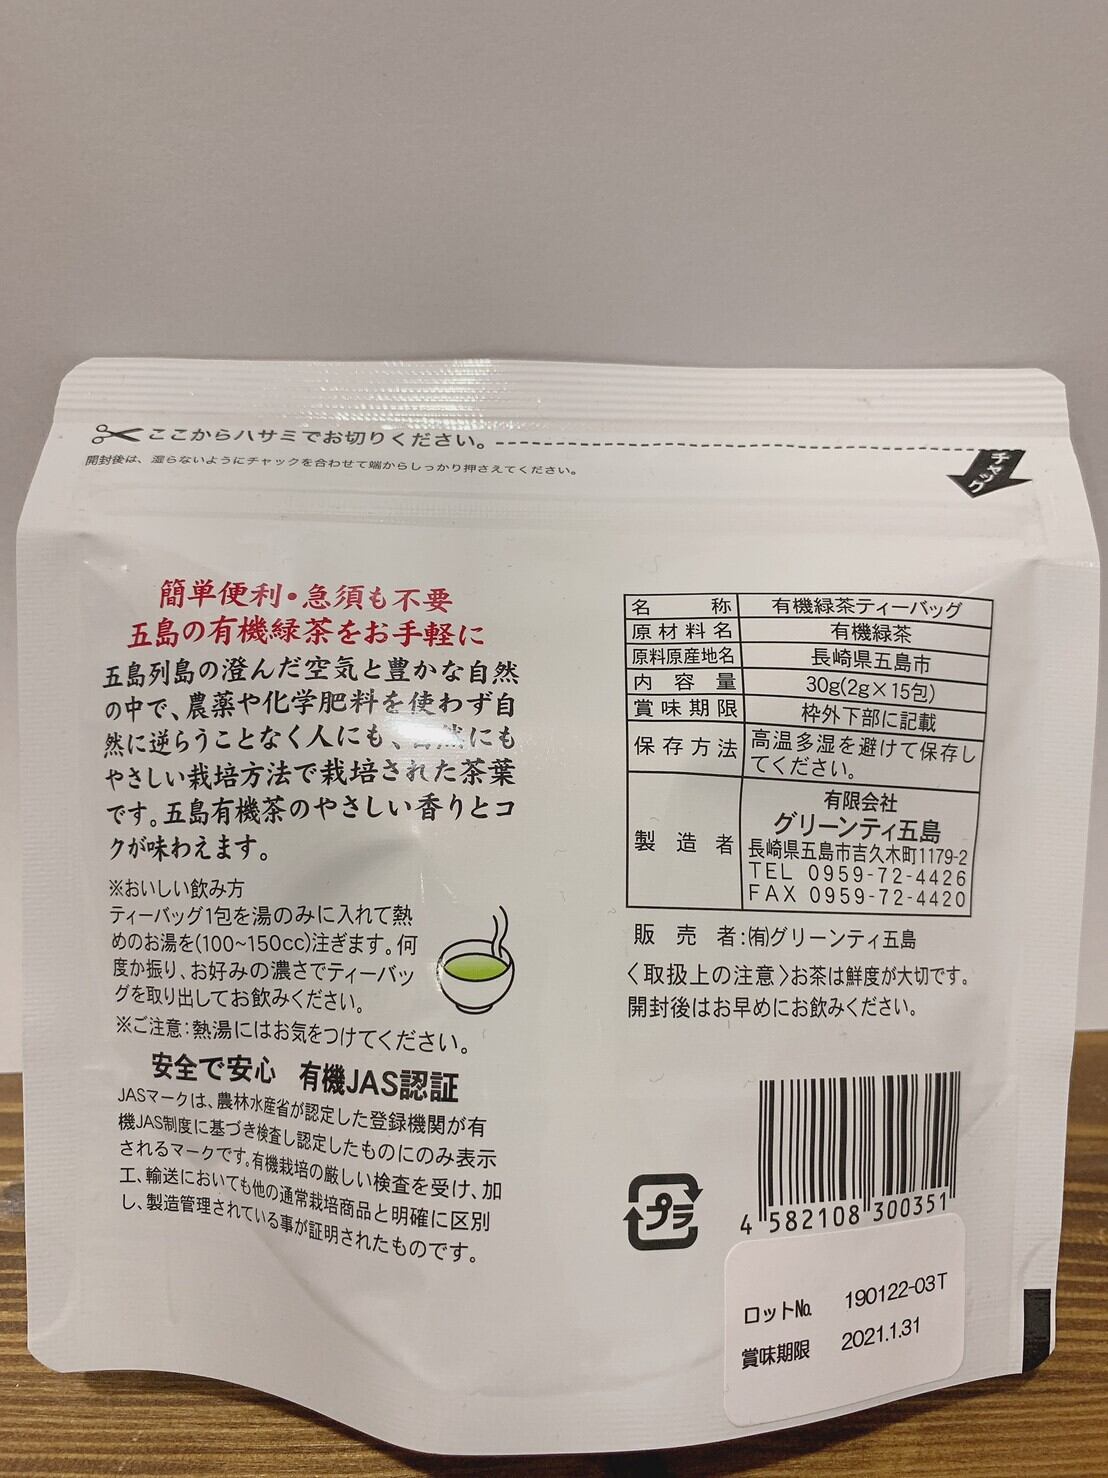 ここからハサミでお切りください。
開封後は、湿らないようにチャックを合わせて端からしっかり押さえてください。
チャック
簡単便利・急須も不要
五島の有機緑茶をお手軽に
五島列島の澄んだ空気と豊かな自然
の中で、農薬や化学肥料を使わず自
然に逆らうことなく人にも、自然にも
やさしい栽培方法で栽培された茶葉
です。五島有機茶のやさしい香りとコ
クが味わえます。
※おいしい飲み方
ティーバッグ1包を湯のみに入れて熱
めのお湯を(100~150cc)注ぎます。何
度か振り、お好みの濃さでティーバッ
グを取り出してお飲みください。
※ご注意:熱湯にはお気をつけてください。
安全で安心 有機JAS認証
JASマークは、農林水産省が認定した登録機関が有
機JAS制度に基づき検査し認定したものにのみ表示
されるマークです。有機栽培の厳しい検査を受け、加
工、輸送においても他の通常栽培商品と明確に区別
し、製造管理されている事が証明されたものです。
名称 有機緑茶ティーバッグ
原材料名 有機緑茶
原料原産地名 長崎県五島市
内容量 30g(2g×15包)
賞味期限 枠外下部に記載
保存方法 高温多湿を避けて保存し
てください。
製造者 有限会社
グリーンティ五島
長崎県五島市吉久木町1179-2
TEL 0959-72-4426
FAX 0959-72-4420
販売者:(有)グリーンティ五島
〈取扱上の注意〉お茶は鮮度が大切です。
開封後はお早めにお飲みください。
プラ
4 582108 300351
ロットNo. 190122-03T
賞味期限 2021.1.31